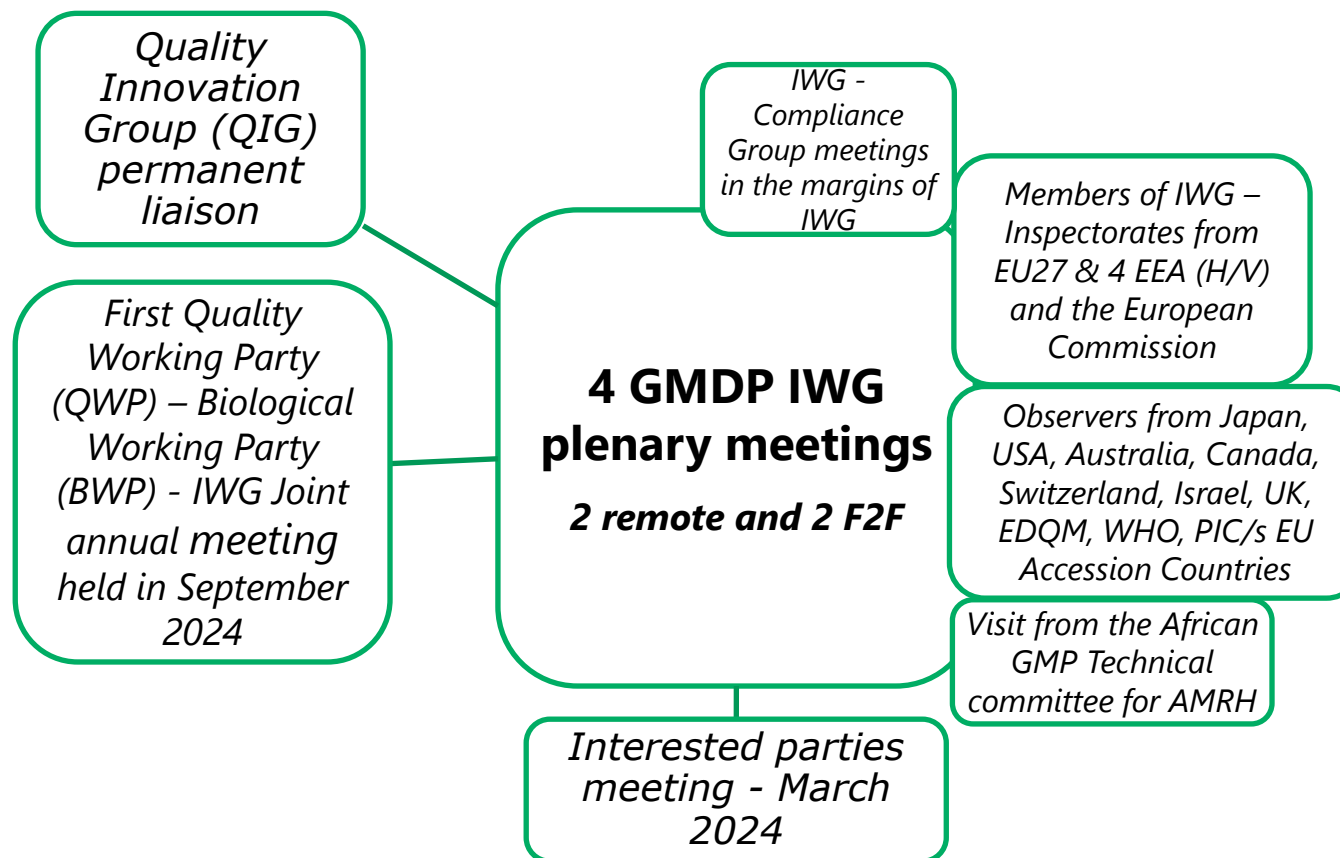 Quality
Innovation
Group (QIG)
permanent
liaison
First Quality
Working Party
(QWP) – Biological
Working Party
(BWP) - IWG Joint
annual meeting
held in September
2024
4 GMDP IWG
plenary meetings
2 remote and 2 F2F
IWG -
Compliance
Group meetings
in the margins of
IWG
Members of IWG –
Inspectorates from
EU27 & 4 EEA (H/V)
and the European
Commission
Observers from Japan,
USA, Australia, Canada,
Switzerland, Israel, UK,
EDQM, WHO, PIC/s EU
Accession Countries
Visit from the African
GMP Technical
committee for AMRH
Interested parties
meeting - March
2024